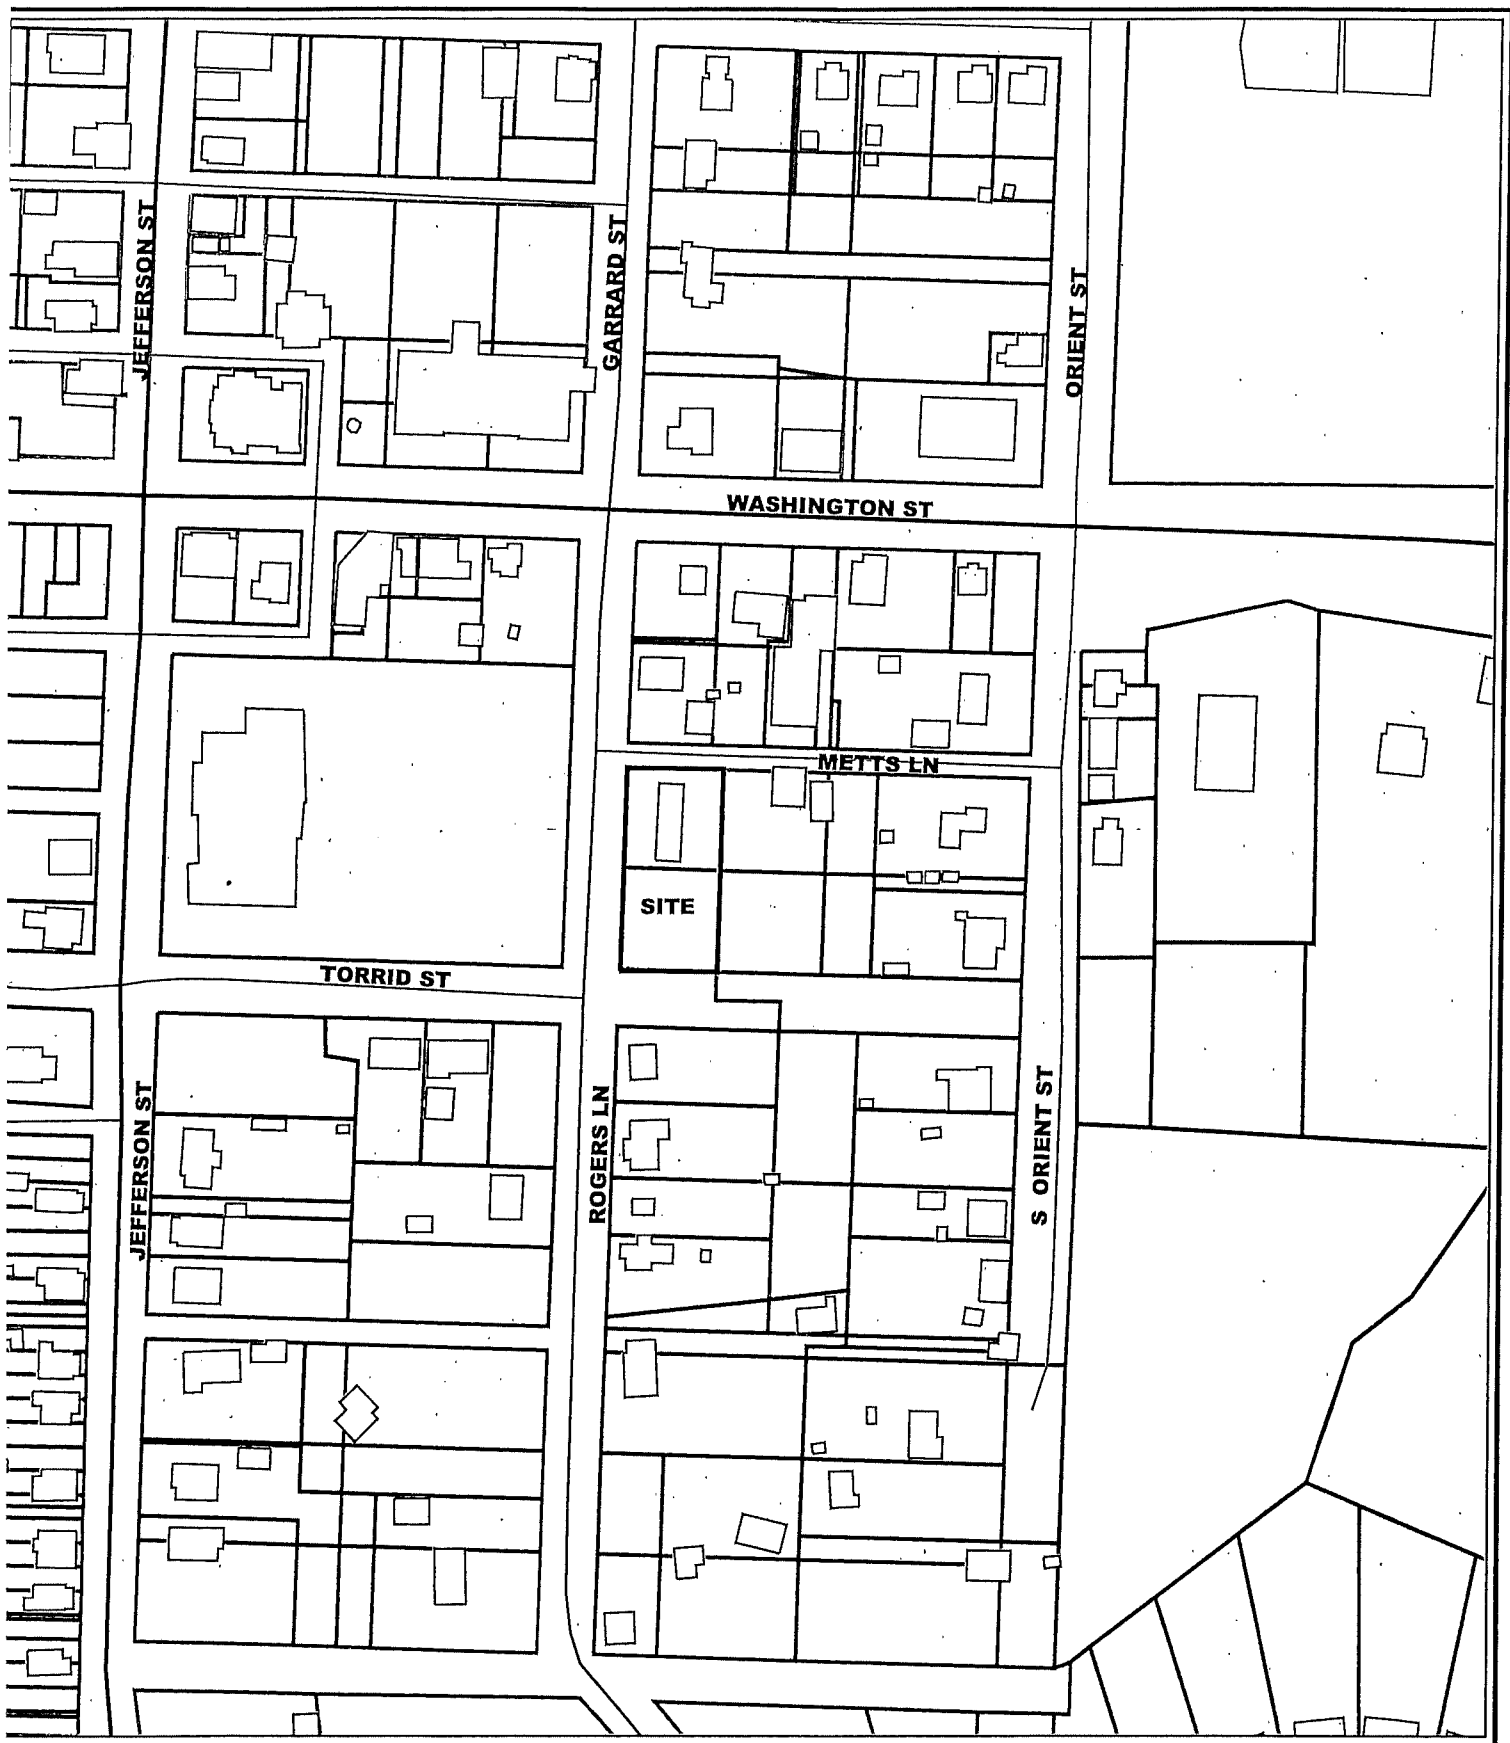 JEFFERSON ST
GARRARD ST
ORIENT ST
WASHINGTON ST
METTS LN
SITE
TORRID ST
JEFFERSON ST
ROGERS LN
S ORIENT ST